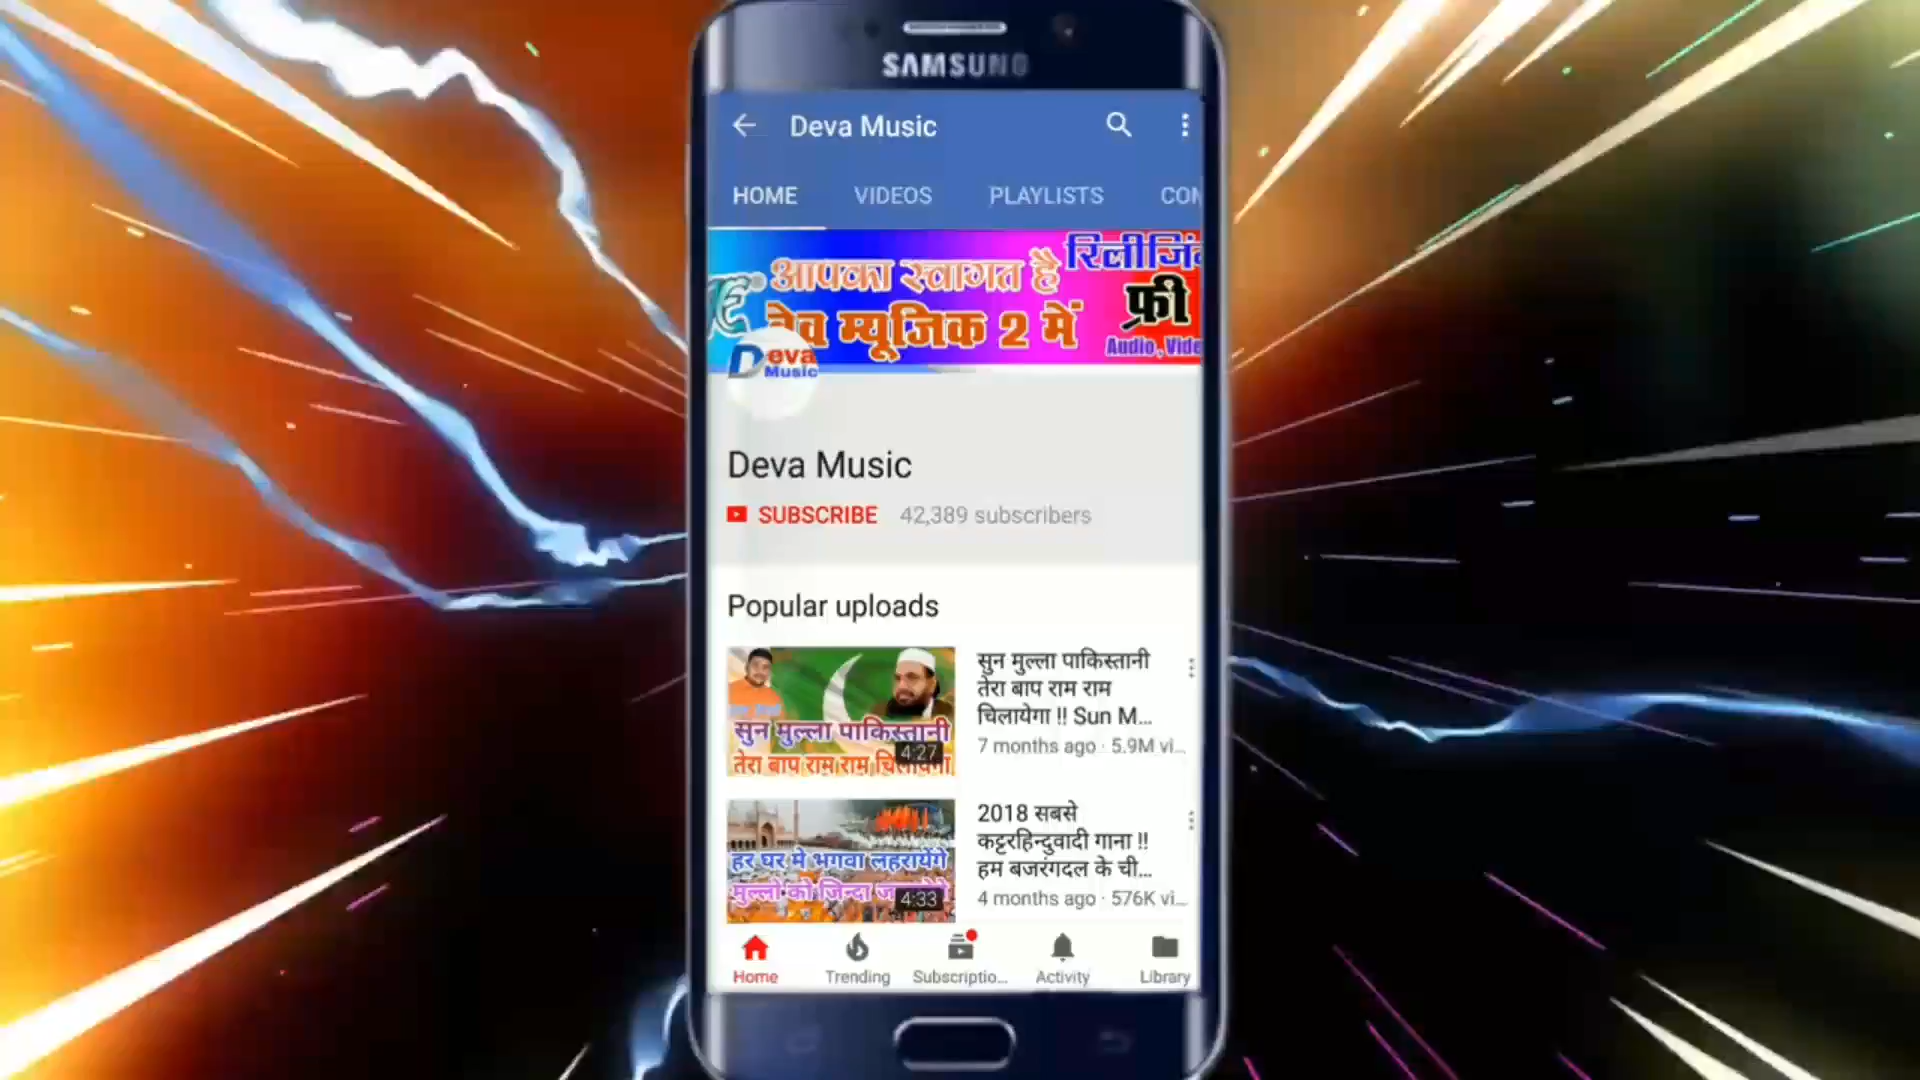 SAMSUNG
Deva Music
HOME VIDEOS PLAYLISTS CON
आपका स्वागत है
म्यूजिक 2 में
रिलीजिं
फ्री
Audio, Vide
Deva
Music
Deva Music
SUBSCRIBE 42,389 subscribers
Popular uploads
सुन मुल्ला पाकिस्तानी
तेरा बाप राम राम
4:27
सुन मुल्ला पाकिस्तानी
तेरा बाप राम राम
चिलायेगा !! Sun M...
7 months ago · 5.9M vi...
हर घर मे भगवा लहरायेंगे
मुल्लो को जिन्दा
4:33
2018 सबसे
कट्टरहिन्दुवादी गाना !!
हम बजरंगदल के ची...
4 months ago · 576K vi...
Home Trending Subscriptio... Activity Library